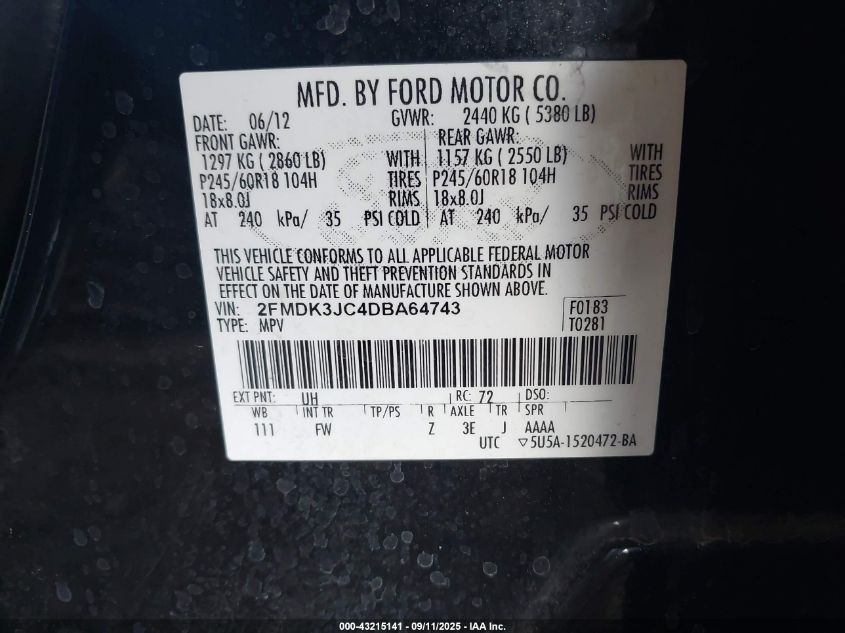 MFD. BY FORD MOTOR CO.
DATE: 06/12 GVWR: 2440 KG ( 5380 LB)
FRONT GAWR: REAR GAWR:
1297 KG ( 2860 LB) WITH 1157 KG ( 2550 LB) WITH
P245/60R18 104H TIRES P245/60R18 104H TIRES
18x8.0J RIMS 18x8.0J RIMS
AT 240 kPa/ 35 PSI COLD AT 240 kPa/ 35 PSI COLD
THIS VEHICLE CONFORMS TO ALL APPLICABLE FEDERAL MOTOR
VEHICLE SAFETY AND THEFT PREVENTION STANDARDS IN
EFFECT ON THE DATE OF MANUFACTURE SHOWN ABOVE.
VIN: 2FMDK3JC4DBA64743 F0183
TYPE: MPV T0281
EXT PNT: UH RC: 72 DSO:
WB INT TR TP/PS R AXLE TR SPR
111 FW Z 3E J AAAA
UTC ▽5U5A-1520472-BA
000-43215141 - 09/11/2025 - IAA Inc.